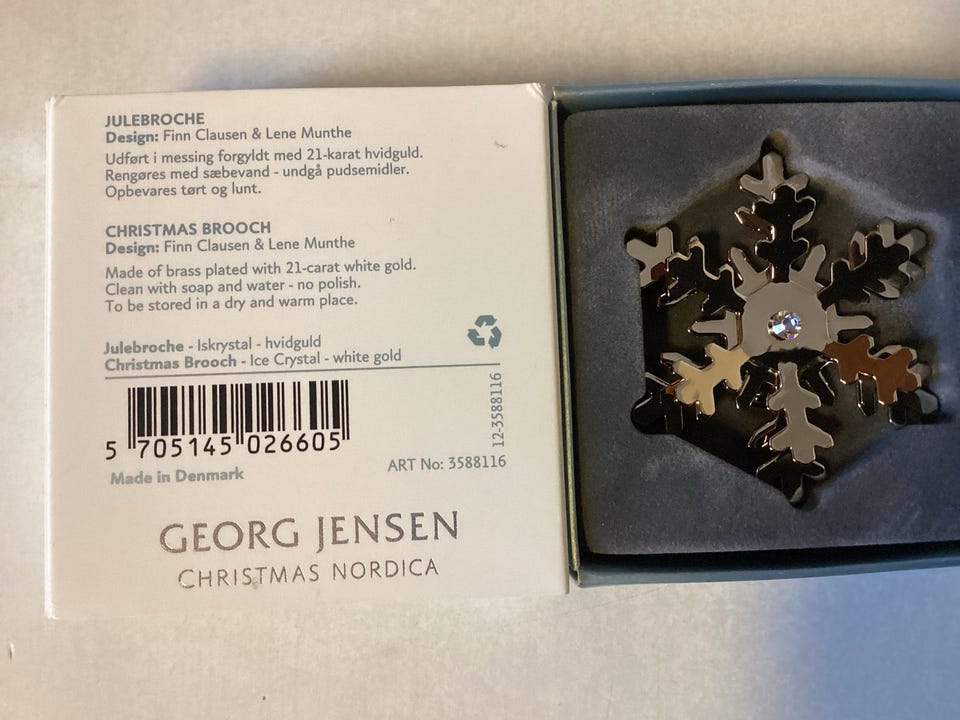 JULEBROCHE
Design: Finn Clausen & Lene Munthe
Udført i messing forgyldt med 21-karat hvidguld.
Rengøres med sæbevand - undgå pudsemidler.
Opbevares tørt og lunt.
CHRISTMAS BROOCH
Design: Finn Clausen & Lene Munthe
Made of brass plated with 21-carat white gold.
Clean with soap and water - no polish.
To be stored in a dry and warm place.
Julebroche - Iskrystal - hvidguld
Christmas Brooch - Ice Crystal - white gold
5 705145 026605
12-3588116
Made in Denmark
ART No: 3588116
GEORG JENSEN
CHRISTMAS NORDICA